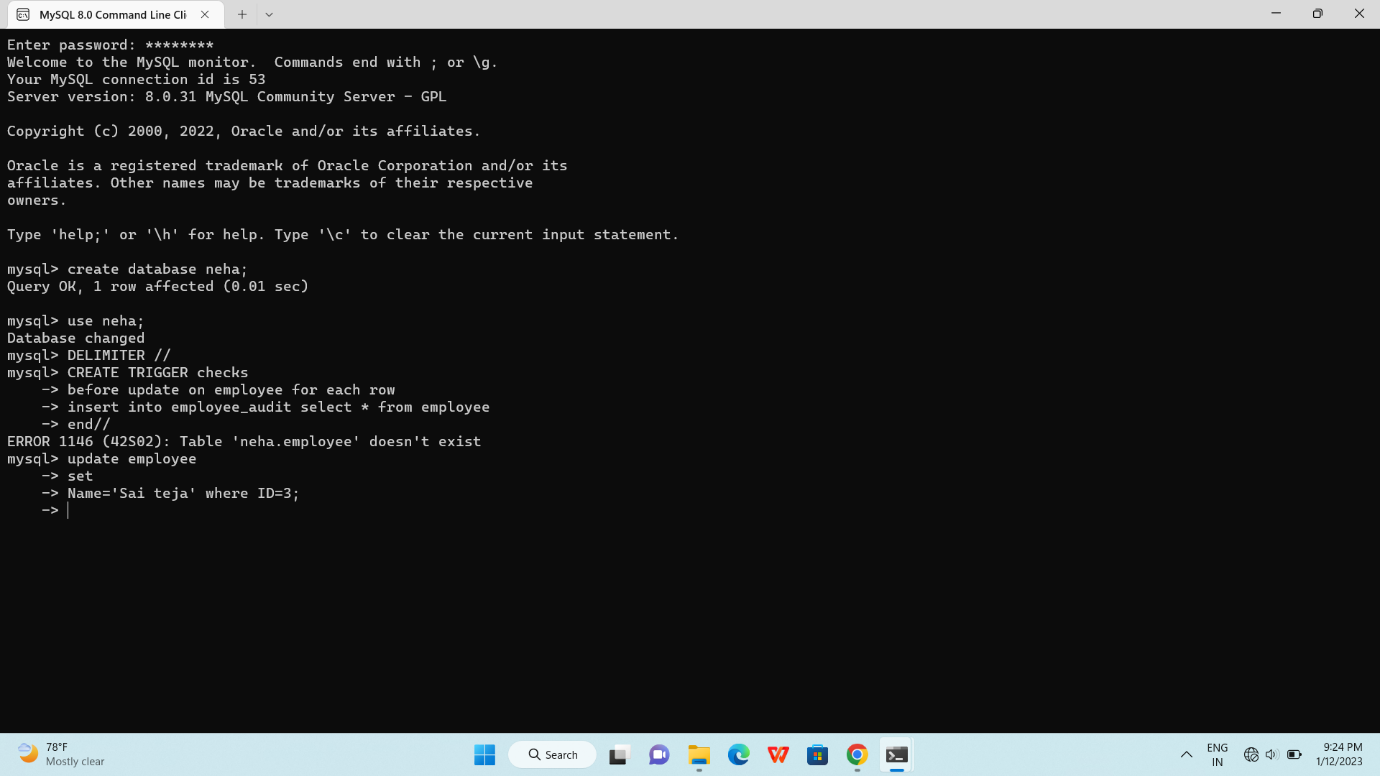 MySQL 8.0 Command Line Cli
Enter password: ********
Welcome to the MySQL monitor.  Commands end with ; or \g.
Your MySQL connection id is 53
Server version: 8.0.31 MySQL Community Server - GPL
Copyright (c) 2000, 2022, Oracle and/or its affiliates.
Oracle is a registered trademark of Oracle Corporation and/or its
affiliates. Other names may be trademarks of their respective
owners.
Type 'help;' or '\h' for help. Type '\c' to clear the current input statement.
mysql> create database neha;
Query OK, 1 row affected (0.01 sec)
mysql> use neha;
Database changed
mysql> DELIMITER //
mysql> CREATE TRIGGER checks
    -> before update on employee for each row
    -> insert into employee_audit select * from employee
    -> end//
ERROR 1146 (42S02): Table 'neha.employee' doesn't exist
mysql> update employee
    -> set
    -> Name='Sai teja' where ID=3;
    ->
78°F
Mostly clear
Search
ENG
IN
9:24 PM
1/12/2023